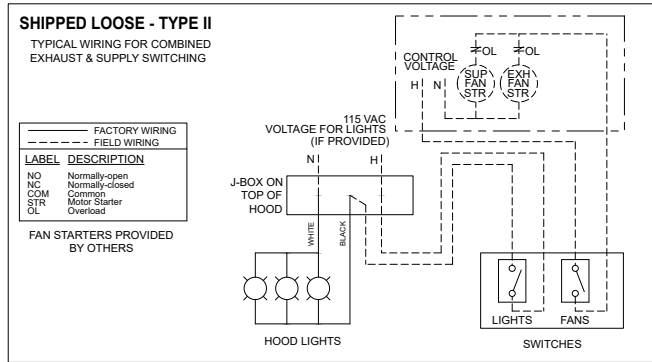 SHIPPED LOOSE - TYPE II
TYPICAL WIRING FOR COMBINED
EXHAUST & SUPPLY SWITCHING
FACTORY WIRING
FIELD WIRING
LABEL DESCRIPTION
NO Normally-open
NC Normally-closed
COM Common
STR Motor Starter
OL Overload
FAN STARTERS PROVIDED
BY OTHERS
OL
OL
CONTROL
VOLTAGE
H N
SUP
FAN
STR
EXH
FAN
STR
115 VAC
VOLTAGE FOR LIGHTS
(IF PROVIDED)
N H
J-BOX ON
TOP OF
HOOD
WHITE
BLACK
HOOD LIGHTS
LIGHTS FANS
SWITCHES